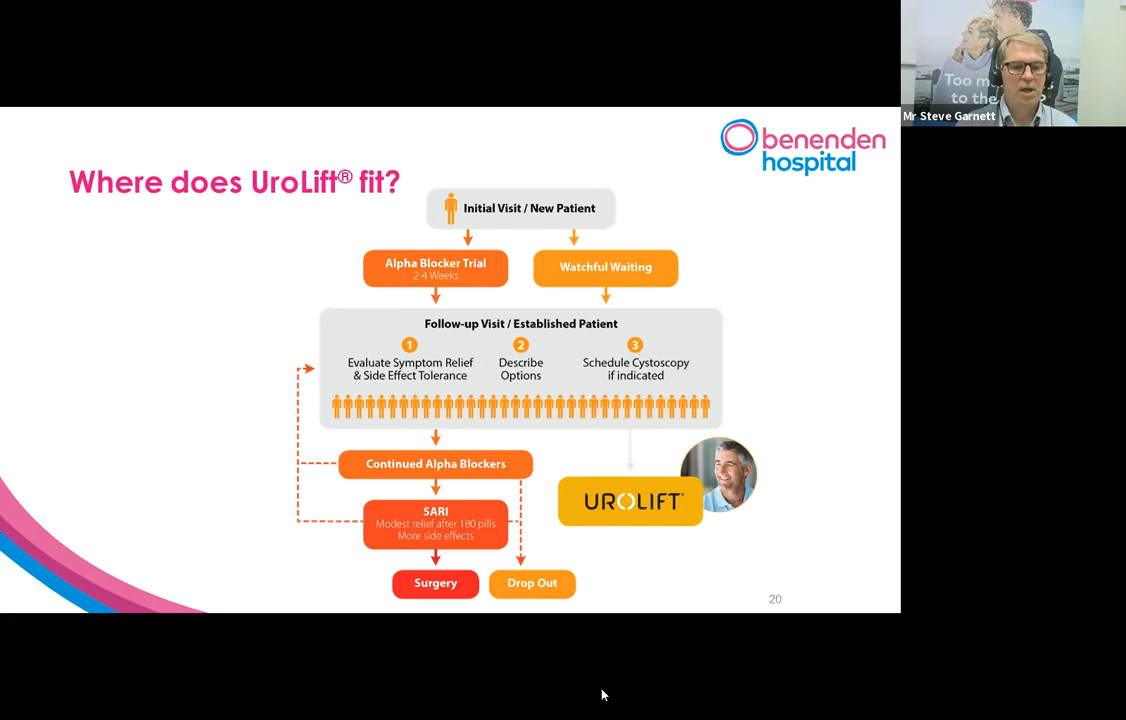 Too m
to the
Mr Steve Garnett
benenden
hospital
Where does UroLift® fit?
Initial Visit / New Patient
Alpha Blocker Trial
2-4 Weeks
Watchful Waiting
Follow-up Visit / Established Patient
1
Evaluate Symptom Relief
& Side Effect Tolerance
2
Describe
Options
3
Schedule Cystoscopy
if indicated
Continued Alpha Blockers
UROLIFT
5ARI
Modest relief after 180 pills
More side effects
Surgery
Drop Out
20